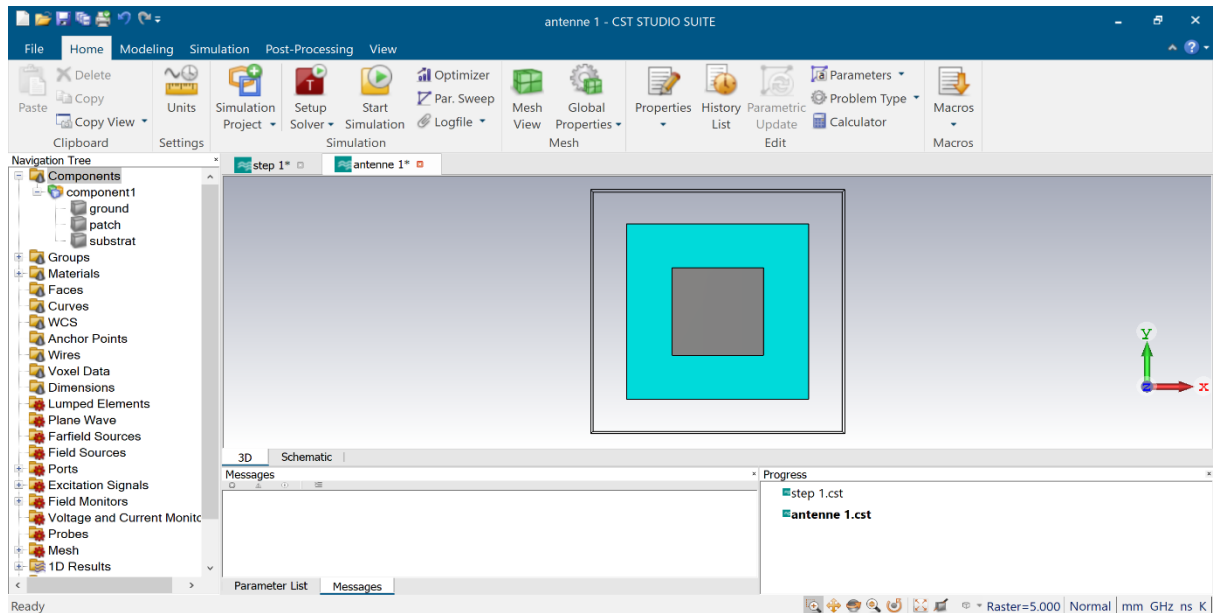 antenne 1 - CST STUDIO SUITE
File Home Modeling Simulation Post-Processing View
Paste
Delete
Copy
Copy View
Clipboard
Units
Settings
Simulation Project
Setup Solver
Start Simulation
Optimizer
Par. Sweep
Logfile
Simulation
Mesh View
Global Properties
Mesh
Properties
History List
Parametric Update
Parameters
Problem Type
Calculator
Edit
Macros
Macros
Navigation Tree
step 1*
antenne 1*
Components
component1
ground
patch
substrat
Groups
Materials
Faces
Curves
WCS
Anchor Points
Wires
Voxel Data
Dimensions
Lumped Elements
Plane Wave
Farfield Sources
Field Sources
Ports
Excitation Signals
Field Monitors
Voltage and Current Monitc
Probes
Mesh
1D Results
y
x
3D Schematic
Messages
Parameter List Messages
Progress
step 1.cst
antenne 1.cst
Ready
Raster=5.000 Normal mm GHz ns K